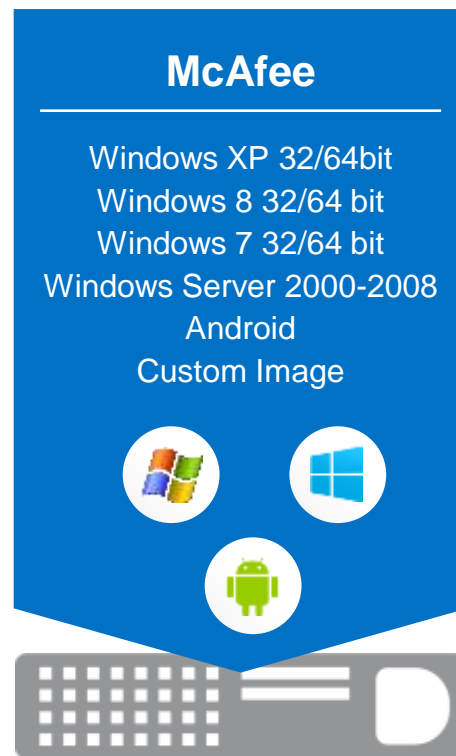 McAfee
Windows XP 32/64bit
Windows 8 32/64 bit
Windows 7 32/64 bit
Windows Server 2000-2008
Android
Custom Image